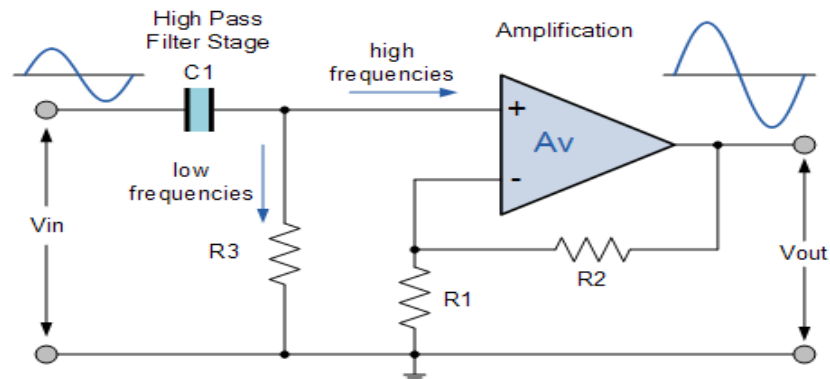 High Pass
Filter Stage
Amplification
C1
high
frequencies
+
Av
-
low
frequencies
Vin
R3
R1
R2
Vout